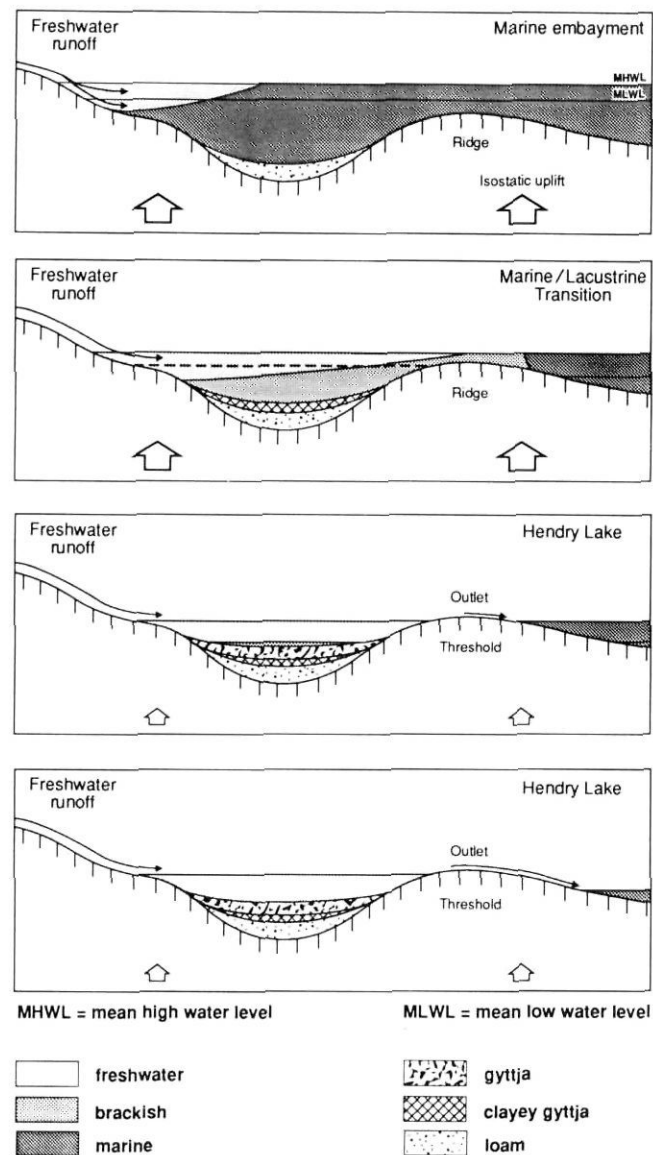 Freshwater
runoff
Marine embayment
MHWL
MLWL
Ridge
Isostatic uplift
Freshwater
runoff
Marine/Lacustrine
Transition
Ridge
Freshwater
runoff
Hendry Lake
Outlet
Threshold
Freshwater
runoff
Hendry Lake
Outlet
Threshold
MHWL = mean high water level
MLWL = mean low water level
freshwater
brackish
marine
gyttja
clayey gyttja
loam